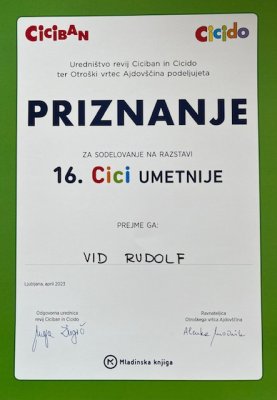 CICIBAN
Cicido
Uredništvo revij Ciciban in Cicido
ter Otroški vrtec Ajdovščina podeljujeta
PRIZNANJE
ZA SODELOVANJE NA RAZSTAVI
16. Cici UMETNIJE
PREJME GA:
VID RUDOLF
Ljubljana, april 2023
Odgovorna urednica
revij Ciciban in Cicido
Ravnateljica
Otroškega vrtca Ajdovščina
Mladinska knjiga